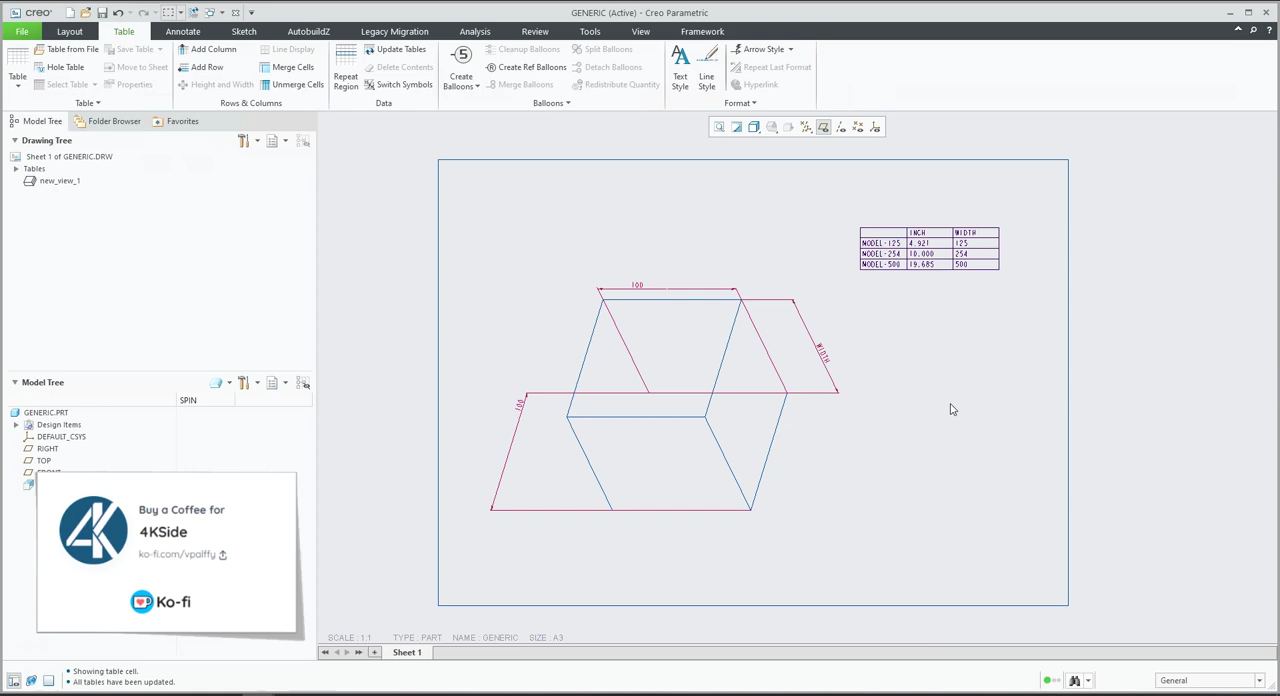 creo
GENERIC (Active) - Creo Parametric
File
Layout
Table
Annotate
Sketch
AutobuildZ
Legacy Migration
Analysis
Review
Tools
View
Framework
Table
Table from File
Hole Table
Select Table
Save Table
Move to Sheet
Properties
Table
Add Column
Add Row
Height and Width
Line Display
Merge Cells
Unmerge Cells
Rows & Columns
Repeat
Region
Update Tables
Delete Contents
Switch Symbols
Data
Create
Balloons
Cleanup Balloons
Create Ref Balloons
Merge Balloons
Split Balloons
Detach Balloons
Redistribute Quantity
Balloons
Text
Style
Line
Style
Arrow Style
Repeat Last Format
Hyperlink
Format
Model Tree
Folder Browser
Favorites
Drawing Tree
Sheet 1 of GENERIC.DRW
Tables
new_view_1
INCH WIDTH
MODEL-125 4.921 125
MODEL-254 10.000 254
MODEL-500 19.685 500
100
WIDTH
100
Model Tree
SPIN
GENERIC.PRT
Design Items
DEFAULT_CSYS
RIGHT
TOP
Buy a Coffee for
4KSide
ko-fi.com/vpalffy
Ko-fi
SCALE : 1:1 TYPE : PART NAME : GENERIC SIZE : A3
Sheet 1
Showing table cell.
All tables have been updated.
General